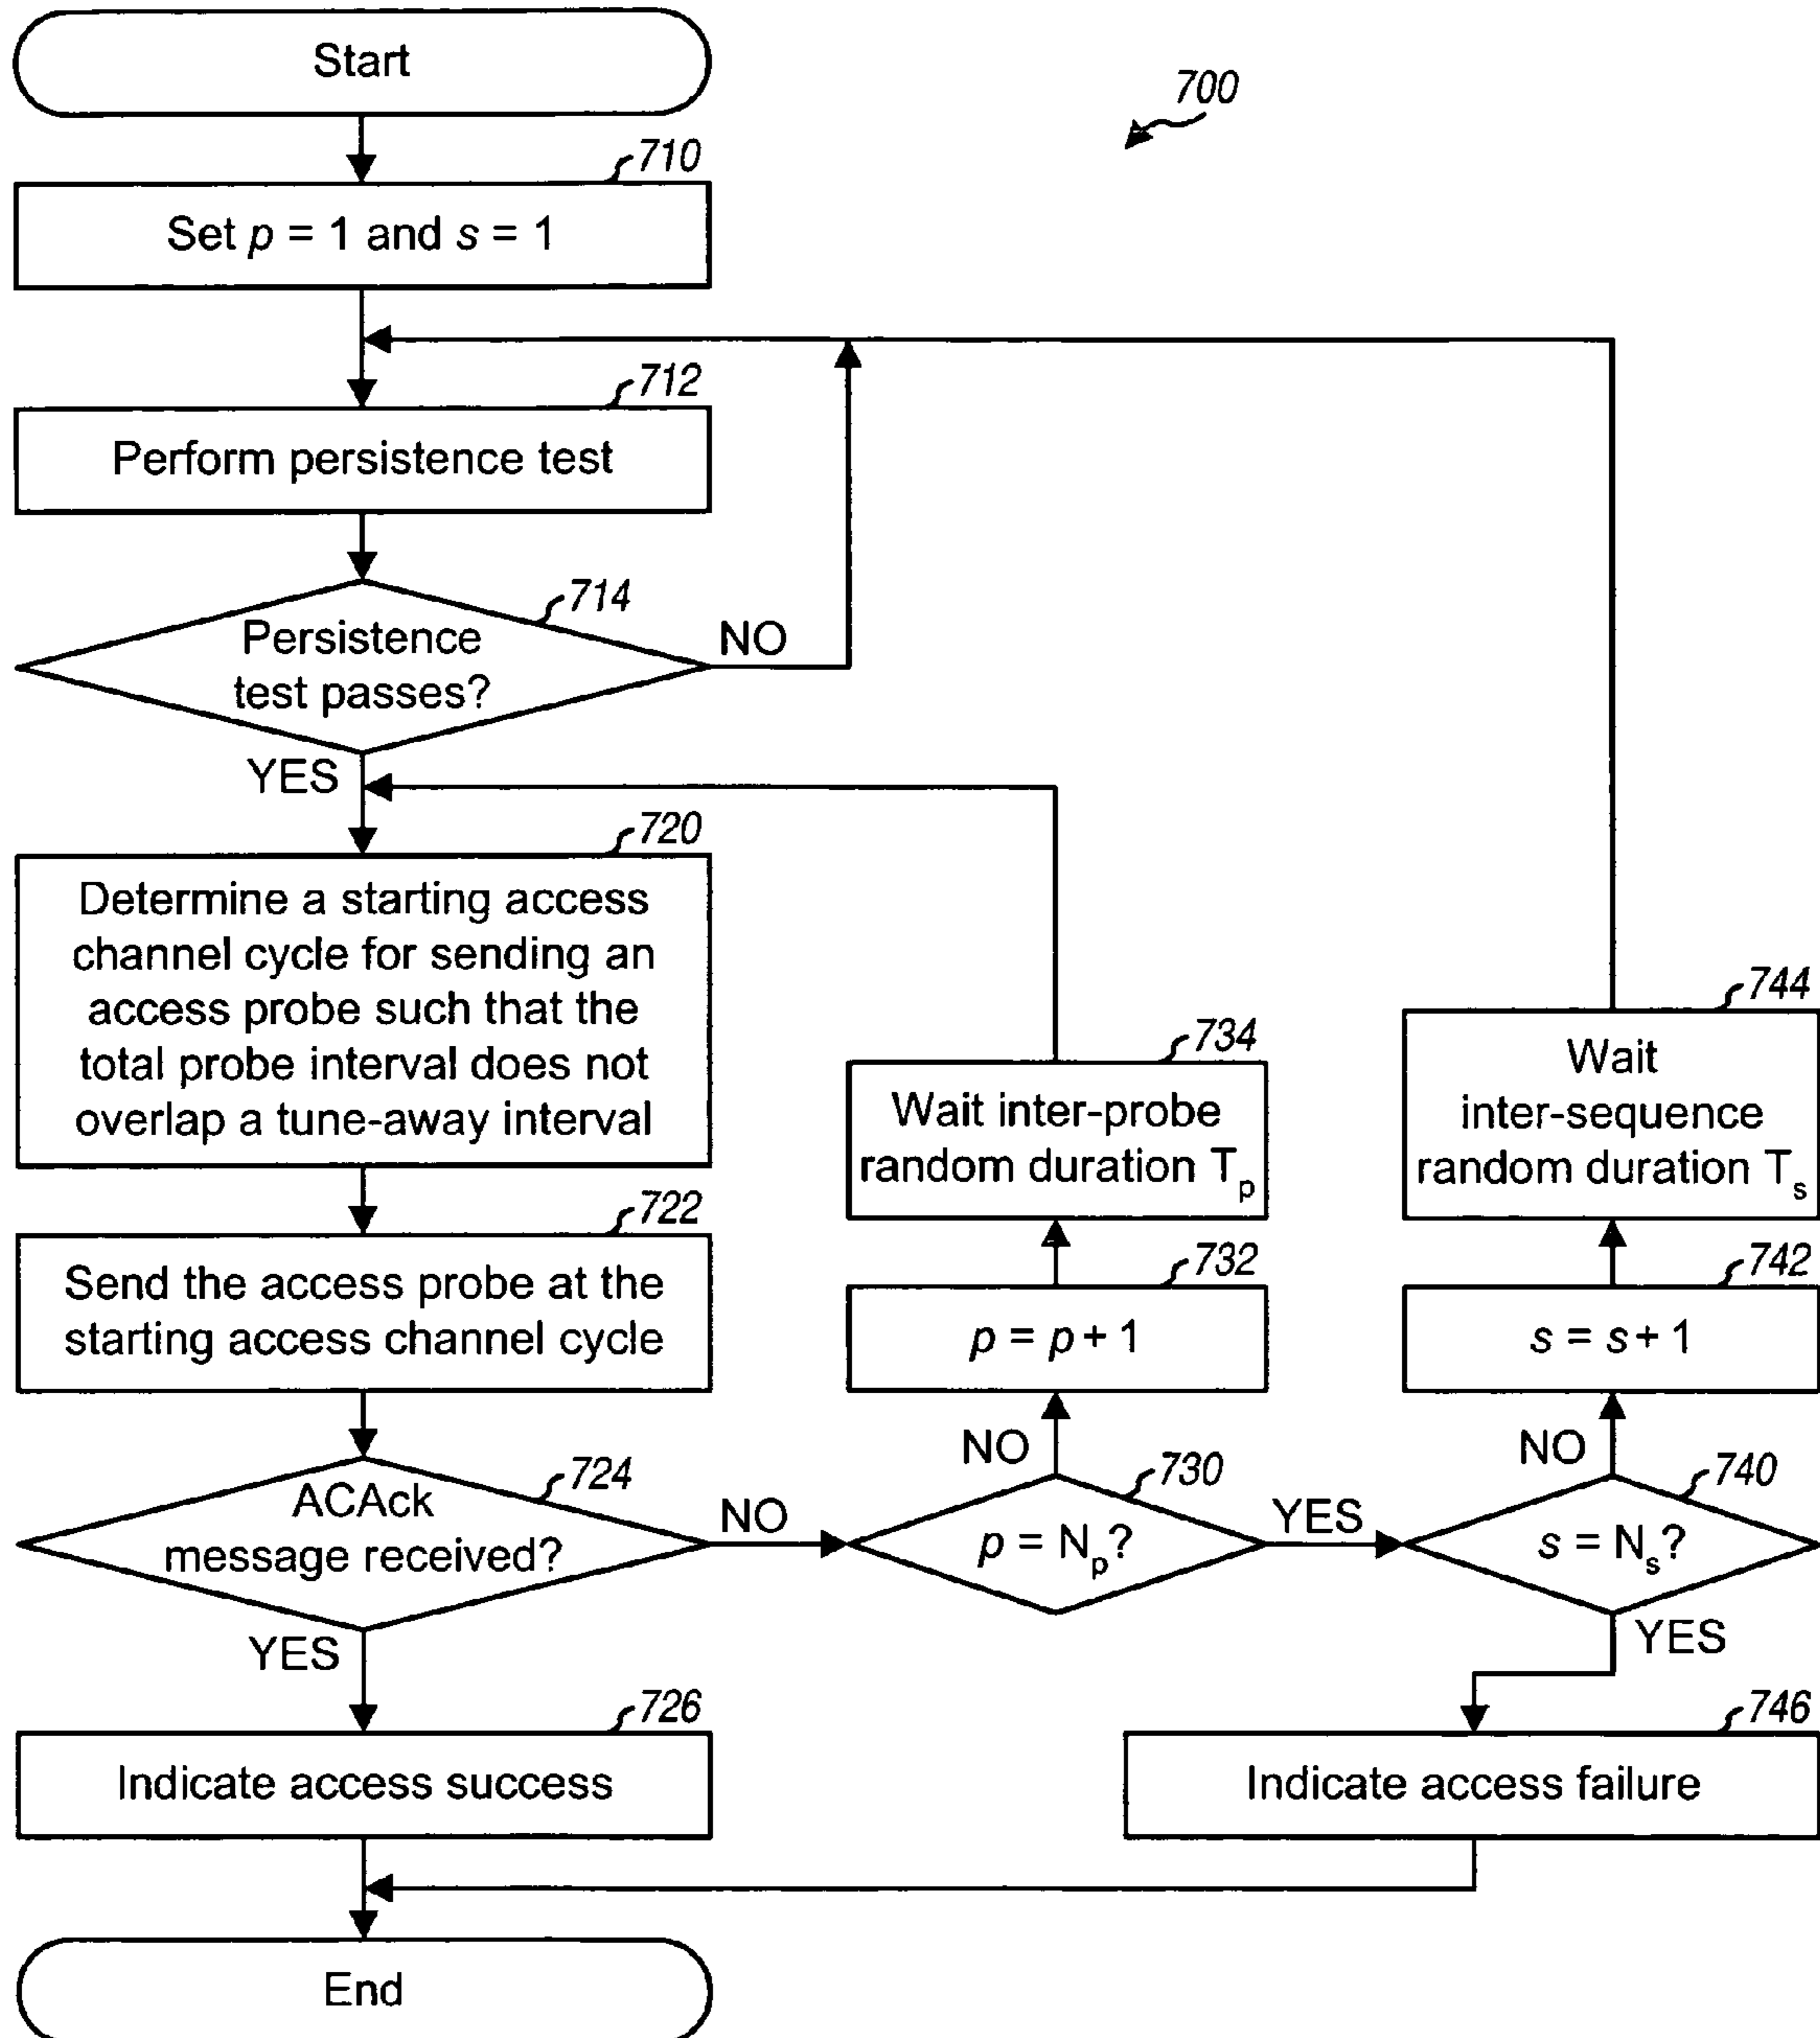 Start
700
710
Set p = 1 and s = 1
712
Perform persistence test
714
Persistence
test passes?
NO
YES
720
Determine a starting access
channel cycle for sending an
access probe such that the
total probe interval does not
overlap a tune-away interval
734
Wait inter-probe
random duration Tp
744
Wait
inter-sequence
random duration Ts
722
Send the access probe at the
starting access channel cycle
732
p = p + 1
742
s = s + 1
724
ACAck
message received?
NO
NO
730
p = Np?
YES
NO
740
s = Ns?
YES
YES
726
Indicate access success
746
Indicate access failure
End